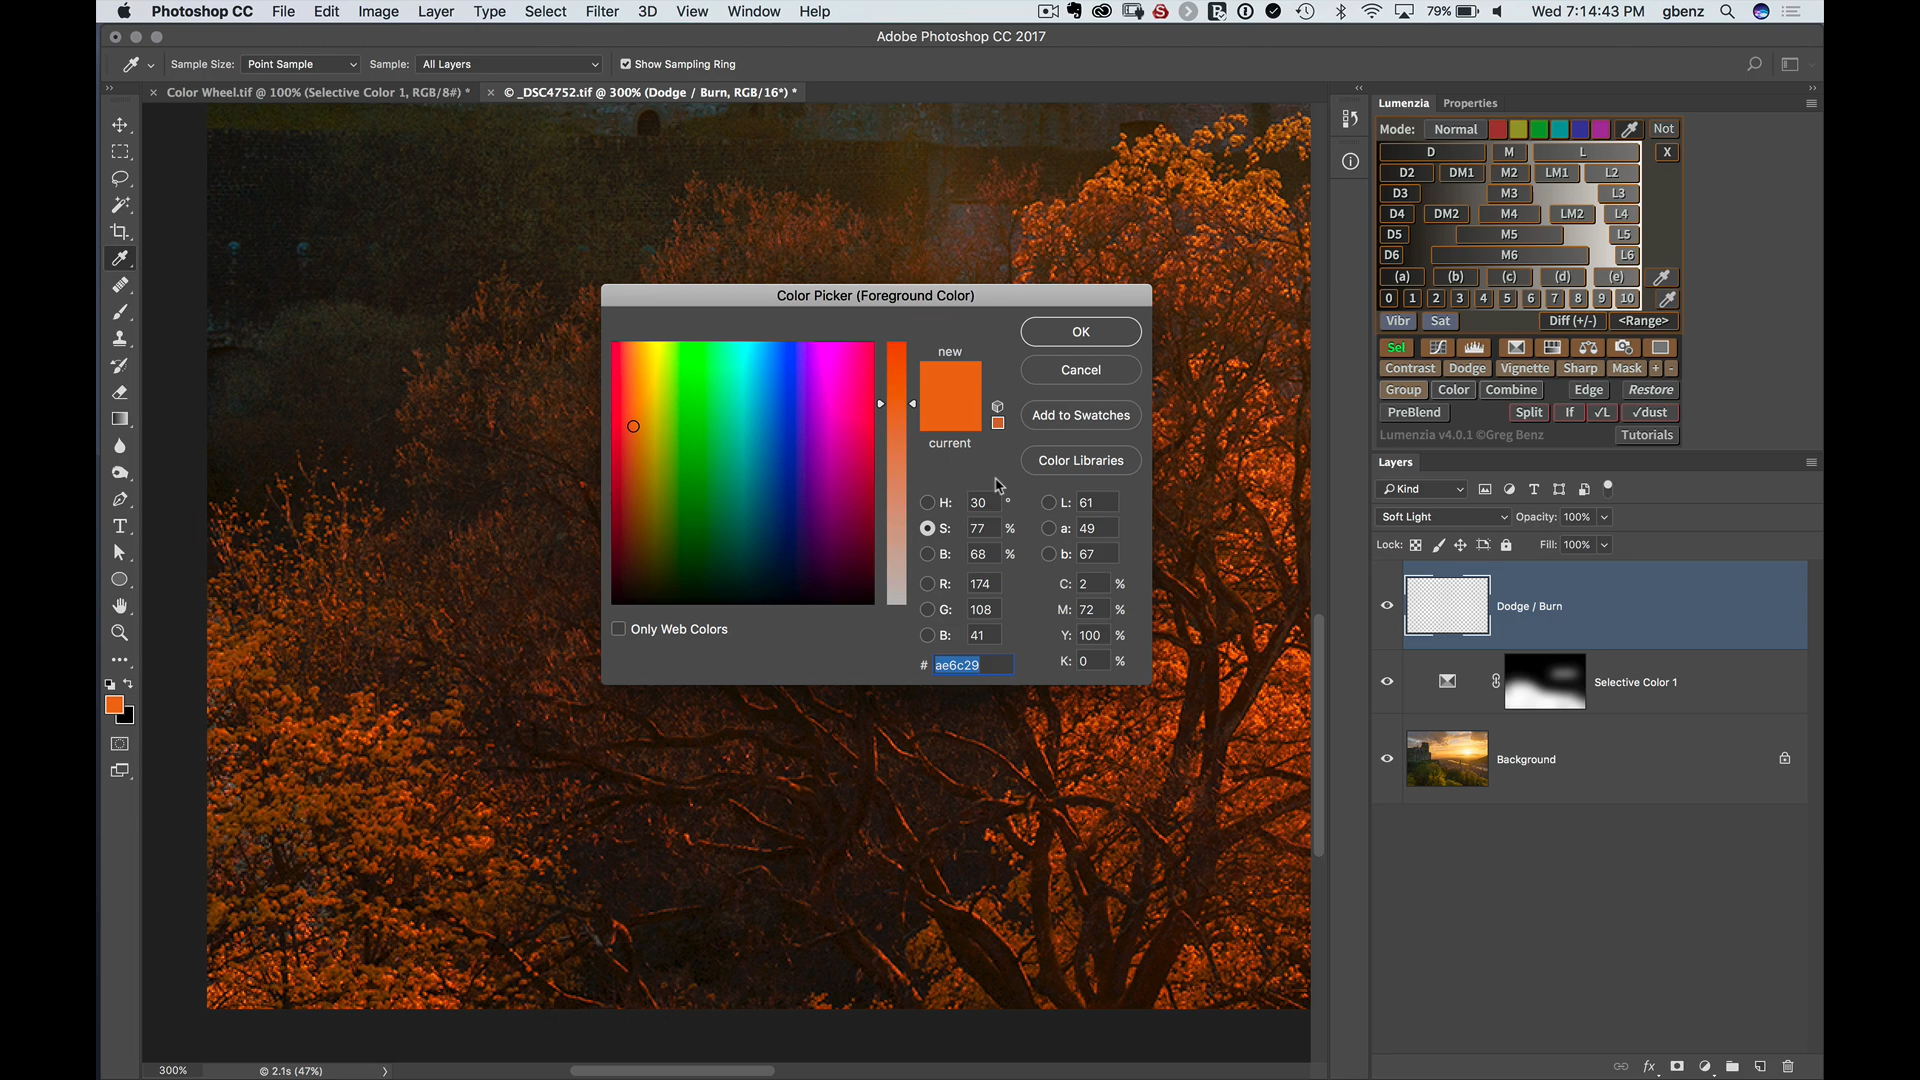 Photoshop CC File Edit Image Layer Type Select Filter 3D View Window Help 79% Wed 7:14:43 PM gbenz
Adobe Photoshop CC 2017
Sample Size: Point Sample Sample: All Layers Show Sampling Ring
Color Wheel.tif @ 100% (Selective Color 1, RGB/8#) * © _DSC4752.tif @ 300% (Dodge / Burn, RGB/16*) *
Lumenzia Properties
Mode: Normal Not
D M L X
D2 DM1 M2 LM1 L2
D3 M3 L3
D4 DM2 M4 LM2 L4
D5 M5 L5
D6 M6 L6
(a) (b) (c) (d) (e)
0 1 2 3 4 5 6 7 8 9 10
Vibr Sat Diff (+/-) <Range>
Sel
Contrast Dodge Vignette Sharp Mask + -
Group Color Combine Edge Restore
PreBlend Split If √L √dust
Lumenzia v4.0.1 ©Greg Benz Tutorials
Color Picker (Foreground Color)
new
current
OK
Cancel
Add to Swatches
Color Libraries
H: 30 ° L: 61
S: 77 % a: 49
B: 68 % b: 67
R: 174 C: 2 %
G: 108 M: 72 %
B: 41 Y: 100 %
# ae6c29 K: 0 %
Only Web Colors
Layers
Kind
Soft Light Opacity: 100%
Lock: Fill: 100%
Dodge / Burn
Selective Color 1
Background
fx
300% © 2.1s (47%)